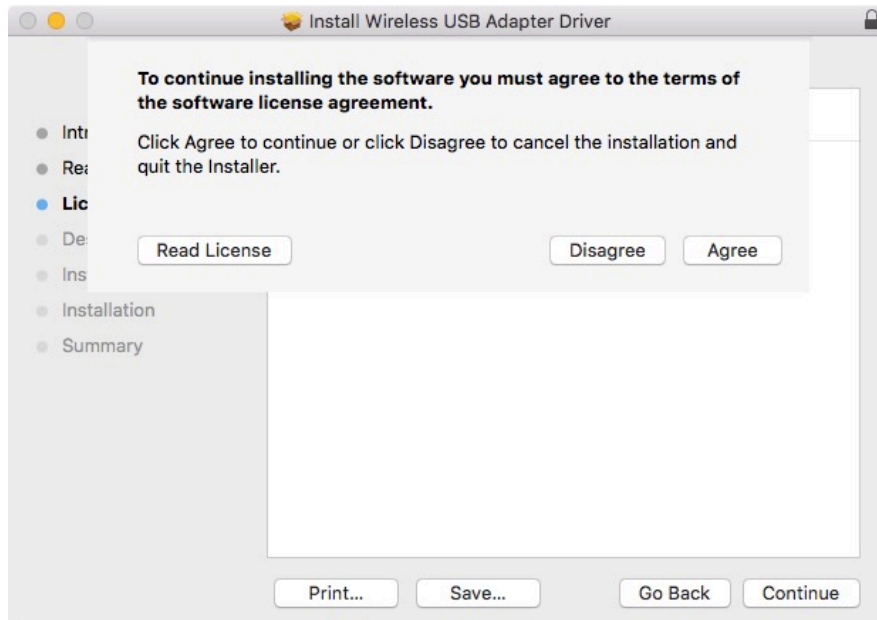 Install Wireless USB Adapter Driver
To continue installing the software you must agree to the terms of
the software license agreement.
Click Agree to continue or click Disagree to cancel the installation and
quit the Installer.
Read License
Disagree
Agree
Installation
Summary
Print...
Save...
Go Back
Continue